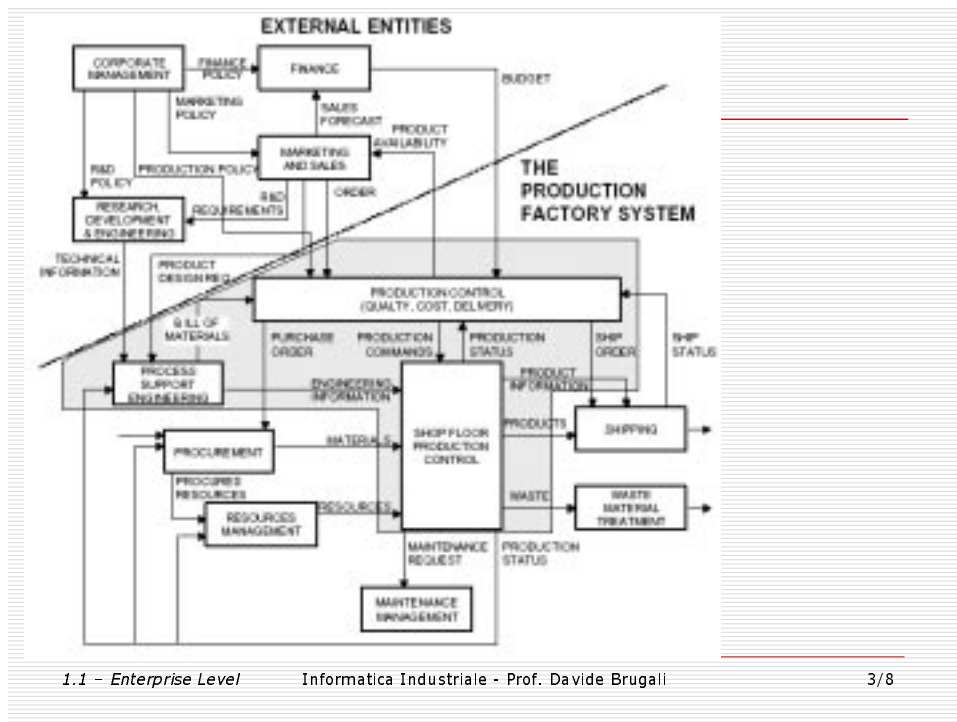 EXTERNAL ENTITIES
CORPORATE
MANAGEMENT
FINANCE
POLICY
FINANCE
BUDGET
MARKETING
POLICY
SALES
FORECAST
PRODUCT
AVAILABILITY
MARKETING
AND SALES
R&D
POLICY
PRODUCTION POLICY
THE
PRODUCTION
FACTORY SYSTEM
R&D
REQUIREMENTS
ORDER
RESEARCH,
DEVELOPMENT
& ENGINEERING
TECHNICAL
INFORMATION
PRODUCT
DESIGN REQ.
PRODUCTION CONTROL
(QUALTY, COST, DELIVERY)
BILL OF
MATERIALS
PURCHASE
ORDER
PRODUCTION
COMMANDS
PRODUCTION
STATUS
SHIP
ORDER
SHIP
STATUS
PROCESS
SUPPORT
ENGINEERING
ENGINEERING
INFORMATION
PRODUCT
INFORMATION
MATERIALS
SHOP FLOOR
PRODUCTION
CONTROL
PRODUCTS
SHIPPING
PROCUREMENT
PROCURED
RESOURCES
RESOURCES
MANAGEMENT
RESOURCES
WASTE
WASTE
MATERIAL
TREATMENT
MAINTENANCE
REQUEST
PRODUCTION
STATUS
MAINTENANCE
MANAGEMENT
1.1 – Enterprise Level
Informatica Industriale - Prof. Davide Brugali
3/8